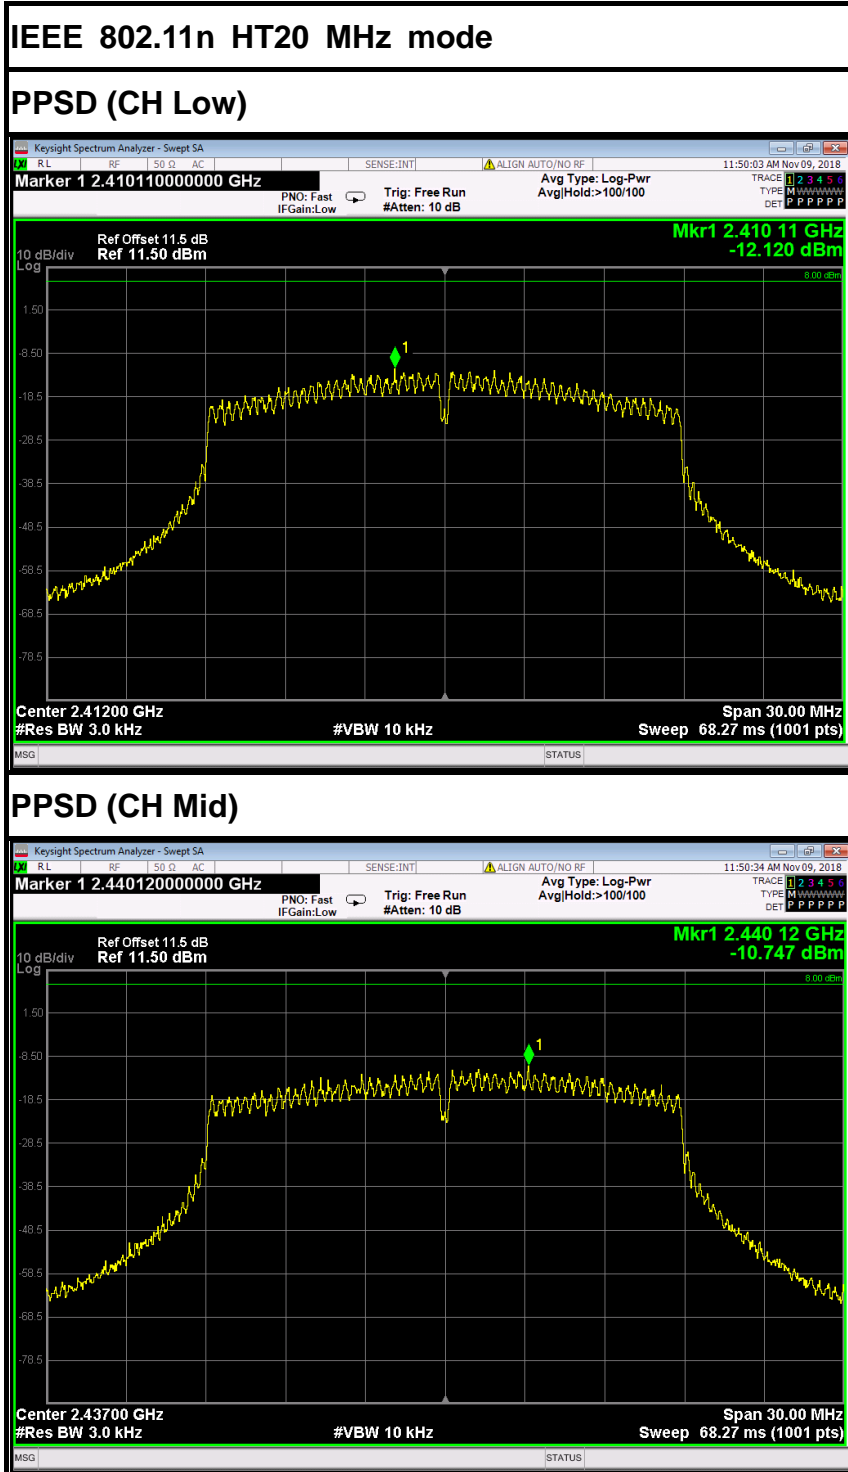 IEEE 802.11n HT20 MHz mode
PPSD (CH Low)
Keysight Spectrum Analyzer - Swept SA
LXI RL RF 50 Ω AC SENSE:INT ALIGN AUTO/NO RF 11:50:03 AM Nov 09, 2018
Marker 1 2.410110000000 GHz
PNO: Fast
IFGain:Low
Trig: Free Run
#Atten: 10 dB
Avg Type: Log-Pwr
Avg|Hold:>100/100
TRACE 1 2 3 4 5 6
TYPE M WWWWW
DET P P P P P P
Mkr1 2.410 11 GHz
-12.120 dBm
Ref Offset 11.5 dB
10 dB/div Ref 11.50 dBm
Log
8.00 dBm
1.50
-8.50
1
-18.5
-28.5
-38.5
-48.5
-58.5
-68.5
-78.5
Center 2.41200 GHz Span 30.00 MHz
#Res BW 3.0 kHz #VBW 10 kHz Sweep 68.27 ms (1001 pts)
MSG STATUS
PPSD (CH Mid)
Keysight Spectrum Analyzer - Swept SA
LXI RL RF 50 Ω AC SENSE:INT ALIGN AUTO/NO RF 11:50:34 AM Nov 09, 2018
Marker 1 2.440120000000 GHz
PNO: Fast
IFGain:Low
Trig: Free Run
#Atten: 10 dB
Avg Type: Log-Pwr
Avg|Hold:>100/100
TRACE 1 2 3 4 5 6
TYPE M WWWWW
DET P P P P P P
Mkr1 2.440 12 GHz
-10.747 dBm
Ref Offset 11.5 dB
10 dB/div Ref 11.50 dBm
Log
8.00 dBm
1.50
-8.50
1
-18.5
-28.5
-38.5
-48.5
-58.5
-68.5
-78.5
Center 2.43700 GHz Span 30.00 MHz
#Res BW 3.0 kHz #VBW 10 kHz Sweep 68.27 ms (1001 pts)
MSG STATUS